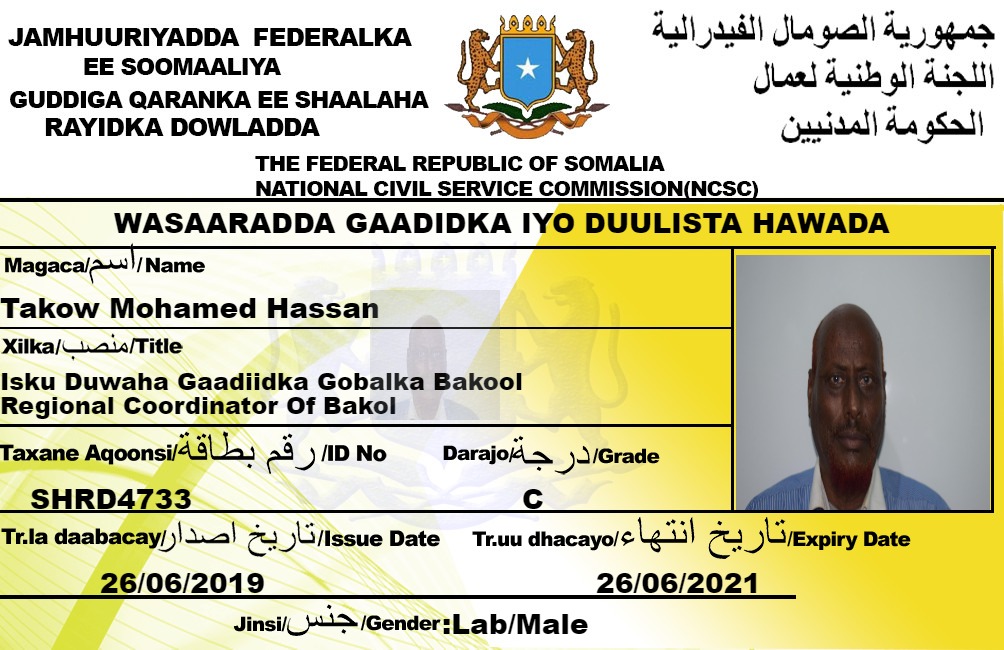 JAMHUURIYADDA FEDERALKA
EE SOOMAALIYA
GUDDIGA QARANKA EE SHAALAHA
RAYIDKA DOWLADDA
جمهورية الصومال الفيدرالية
اللجنة الوطنية لعمال
الحكومة المدنيين
THE FEDERAL REPUBLIC OF SOMALIA
NATIONAL CIVIL SERVICE COMMISSION(NCSC)
WASAARADDA GAADIDKA IYO DUULISTA HAWADA
Magaca/اسم/Name
Takow Mohamed Hassan
Xilka/منصب/Title
Isku Duwaha Gaadiidka Gobalka Bakool
Regional Coordinator Of Bakol
Taxane Aqoonsi/رقم بطاقة/ID No
Darajo/درجة/Grade
SHRD4733
C
Tr.la daabacay/تاريخ اصدار/Issue Date
Tr.uu dhacayo/تاريخ انتهاء/Expiry Date
26/06/2019
26/06/2021
Jinsi/جنس/Gender:Lab/Male